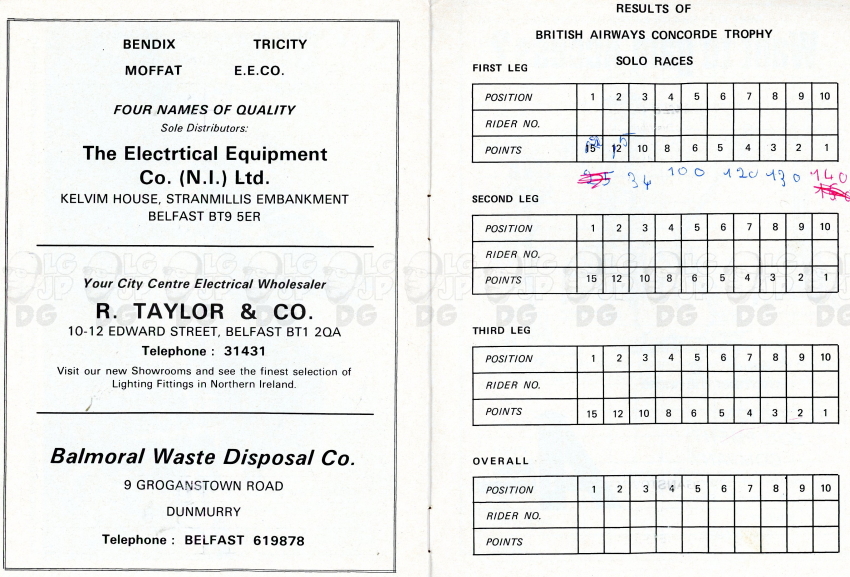 BENDIX TRICITY
MOFFAT E.E.CO.
FOUR NAMES OF QUALITY
Sole Distributors:
The Electrtical Equipment
Co. (N.I.) Ltd.
KELVIM HOUSE, STRANMILLIS EMBANKMENT
BELFAST BT9 5ER
Your City Centre Electrical Wholesaler
R. TAYLOR & CO.
10-12 EDWARD STREET, BELFAST BT1 2QA
Telephone : 31431
Visit our new Showrooms and see the finest selection of
Lighting Fittings in Northern Ireland.
Balmoral Waste Disposal Co.
9 GROGANSTOWN ROAD
DUNMURRY
Telephone : BELFAST 619878
RESULTS OF
BRITISH AIRWAYS CONCORDE TROPHY
SOLO RACES
FIRST LEG
POSITION 1 2 3 4 5 6 7 8 9 10
RIDER NO.
POINTS 15 12 10 8 6 5 4 3 2 1
34 100 120 130 140
SECOND LEG
POSITION 1 2 3 4 5 6 7 8 9 10
RIDER NO.
POINTS 15 12 10 8 6 5 4 3 2 1
THIRD LEG
POSITION 1 2 3 4 5 6 7 8 9 10
RIDER NO.
POINTS 15 12 10 8 6 5 4 3 2 1
OVERALL
POSITION 1 2 3 4 5 6 7 8 9 10
RIDER NO.
POINTS
LG JP DG